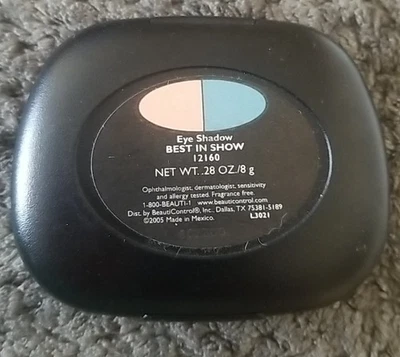 Eye Shadow
BEST IN SHOW
12160
NET WT. .28 OZ./8 g
Ophthalmologist, dermatologist, sensitivity
and allergy tested. Fragrance free.
1-800-BEAUTI-1 www.beauticontrol.com
Dist. by BeautiControl®, Inc., Dallas, TX 75381-5189
©2005 Made in Mexico. L3021